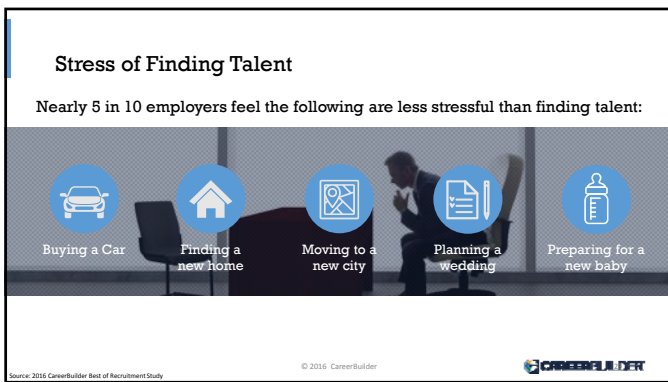 Stress of Finding Talent
Nearly 5 in 10 employers feel the following are less stressful than finding talent:
Buying a Car
Finding a
new home
Moving to a
new city
Planning a
wedding
Preparing for a
new baby
Source: 2016 CareerBuilder Best of Recruitment Study
© 2016 CareerBuilder
CAREERBUILDER